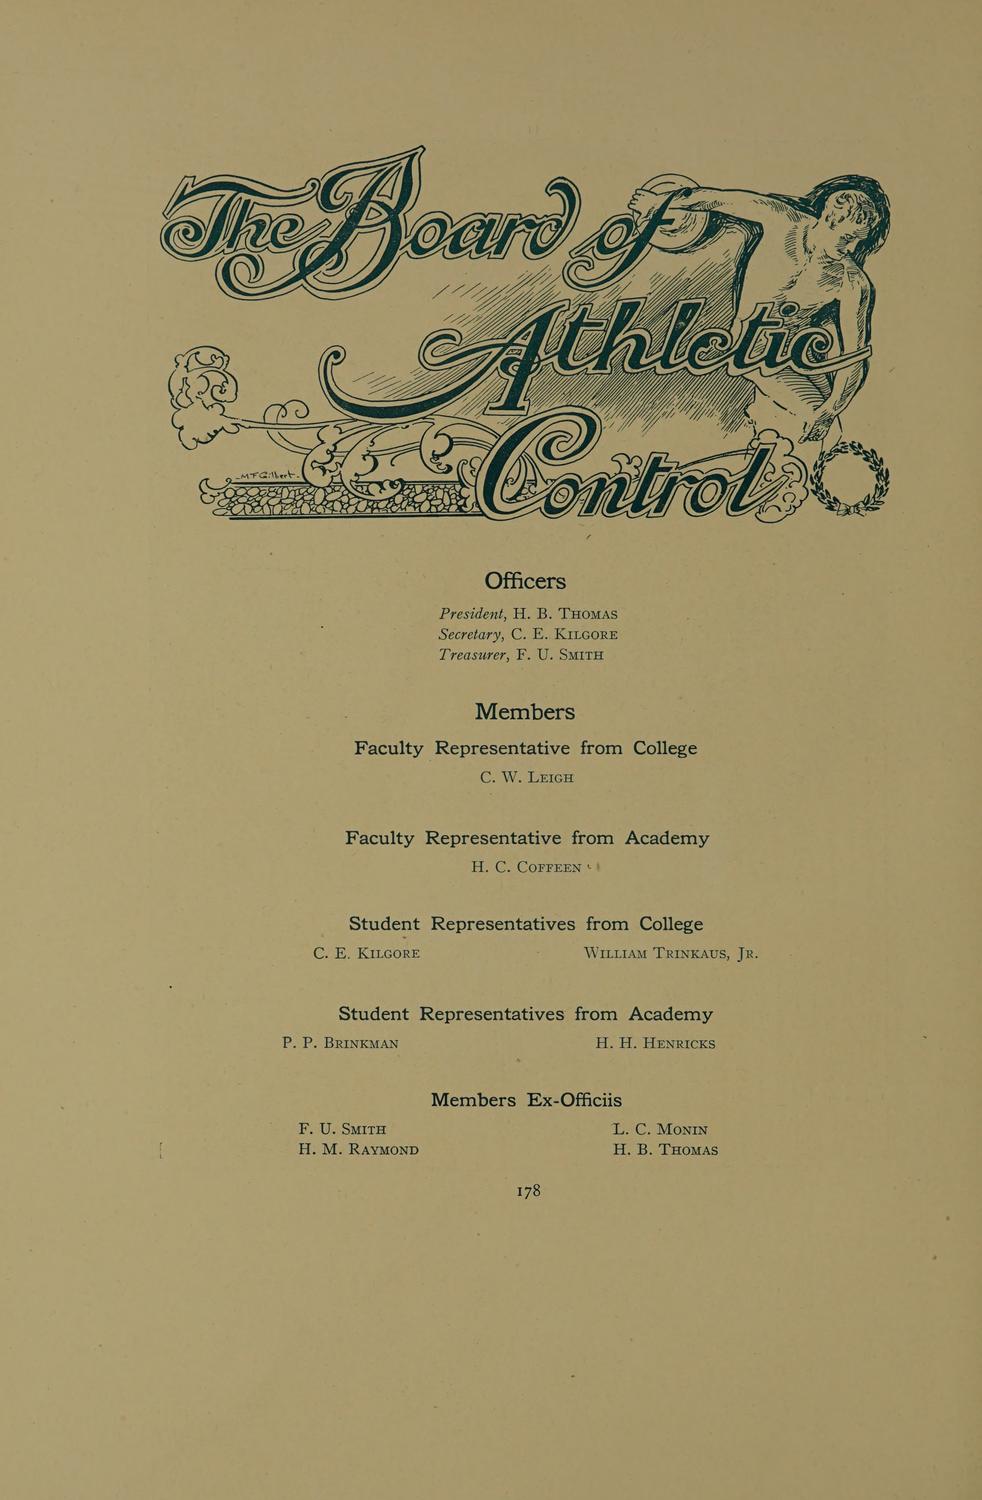 The Board of
Athletic
Control
M F Gilbert
Officers
President, H. B. THOMAS
Secretary, C. E. KILGORE
Treasurer, F. U. SMITH
Members
Faculty Representative from College
C. W. LEIGH
Faculty Representative from Academy
H. C. COFFEEN
Student Representatives from College
C. E. KILGORE WILLIAM TRINKAUS, JR.
Student Representatives from Academy
P. P. BRINKMAN H. H. HENRICKS
Members Ex-Officiis
F. U. SMITH L. C. MONIN
H. M. RAYMOND H. B. THOMAS
178